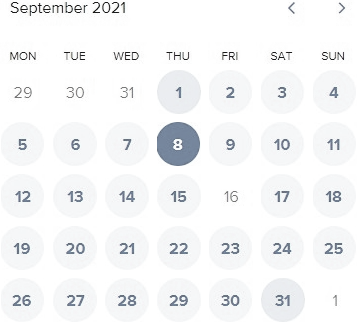 September 2021 < >
MON TUE WED THU FRI SAT SUN
29 30 31 1 2 3 4
5 6 7 8 9 10 11
12 13 14 15 16 17 18
19 20 21 22 23 24 25
26 27 28 29 30 31 1